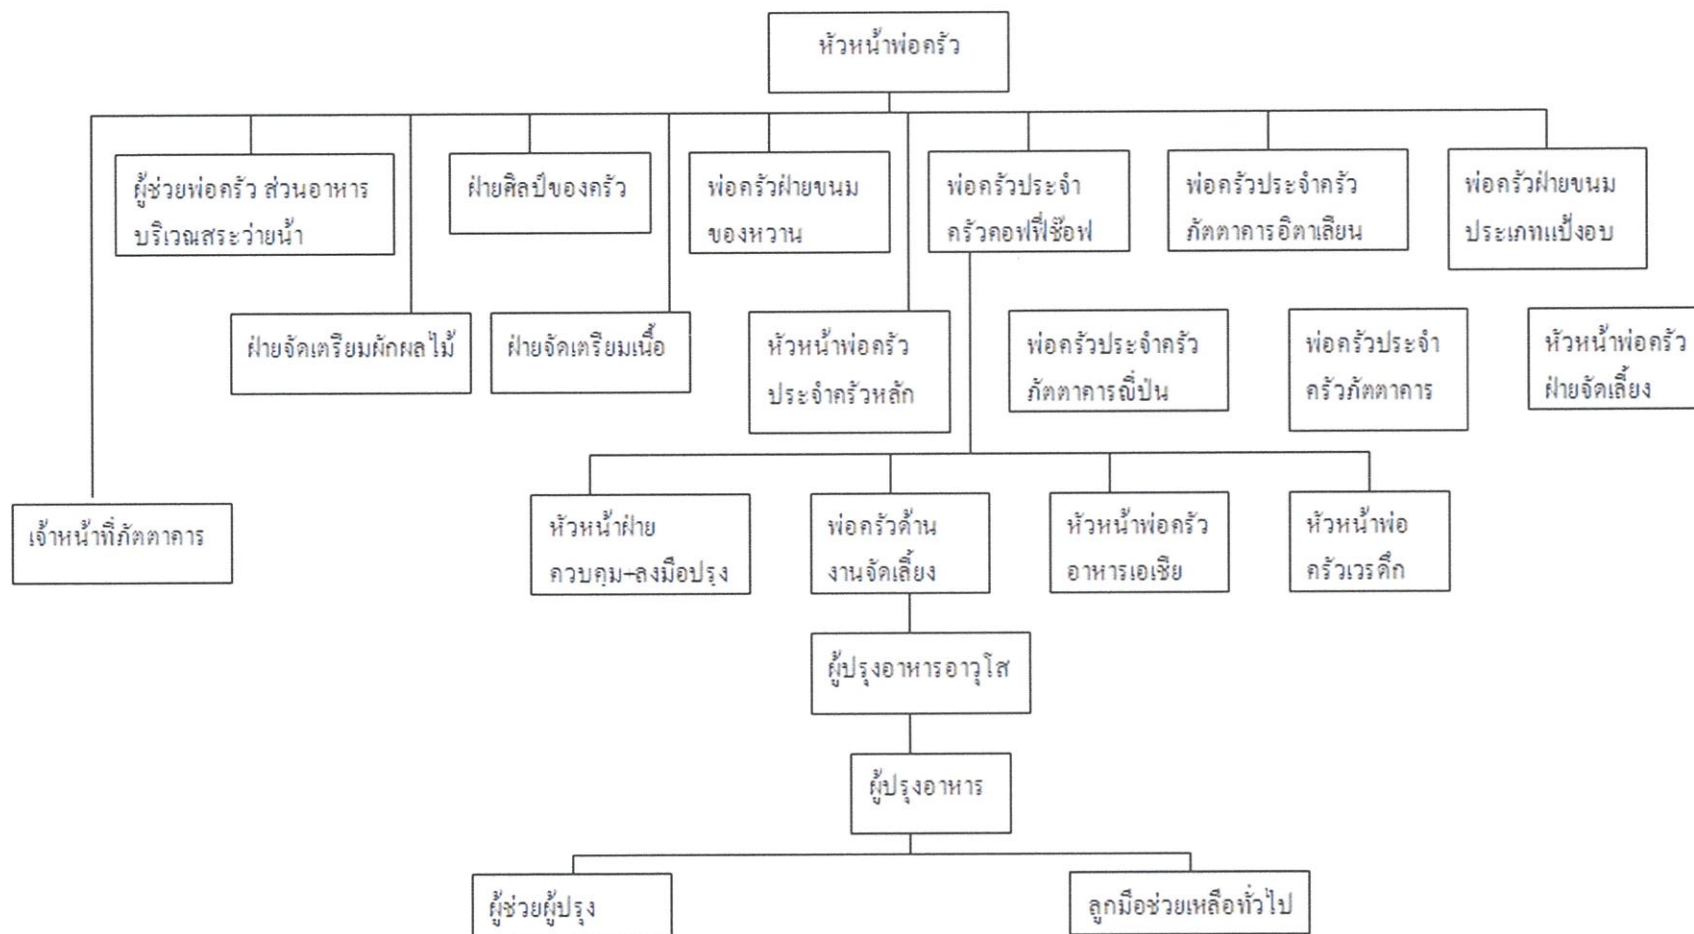 หัวหน้าพ่อครัว
ผู้ช่วยพ่อครัว ส่วนอาหาร
บริเวณสระว่ายน้ำ
ฝ่ายศิลป์ของครัว
พ่อครัวฝ่ายขนม
ของหวาน
พ่อครัวประจำ
ครัวคอฟฟี่ช๊อฟ
พ่อครัวประจำครัว
ภัตตาคารอิตาเลียน
พ่อครัวฝ่ายขนม
ประเภทแป้งอบ
ฝ่ายจัดเตรียมผักผลไม้
ฝ่ายจัดเตรียมเนื้อ
หัวหน้าพ่อครัว
ประจำครัวหลัก
พ่อครัวประจำครัว
ภัตตาคารญี่ปุ่น
พ่อครัวประจำ
ครัวภัตตาคาร
หัวหน้าพ่อครัว
ฝ่ายจัดเลี้ยง
เจ้าหน้าที่ภัตตาคาร
หัวหน้าฝ่าย
ควบคุม+ลงมือปรุง
พ่อครัวด้าน
งานจัดเลี้ยง
หัวหน้าพ่อครัว
อาหารเอเชีย
หัวหน้าพ่อ
ครัวเวรดึก
ผู้ปรุงอาหารอาวุโส
ผู้ปรุงอาหาร
ผู้ช่วยผู้ปรุง
ลูกมือช่วยเหลือทั่วไป